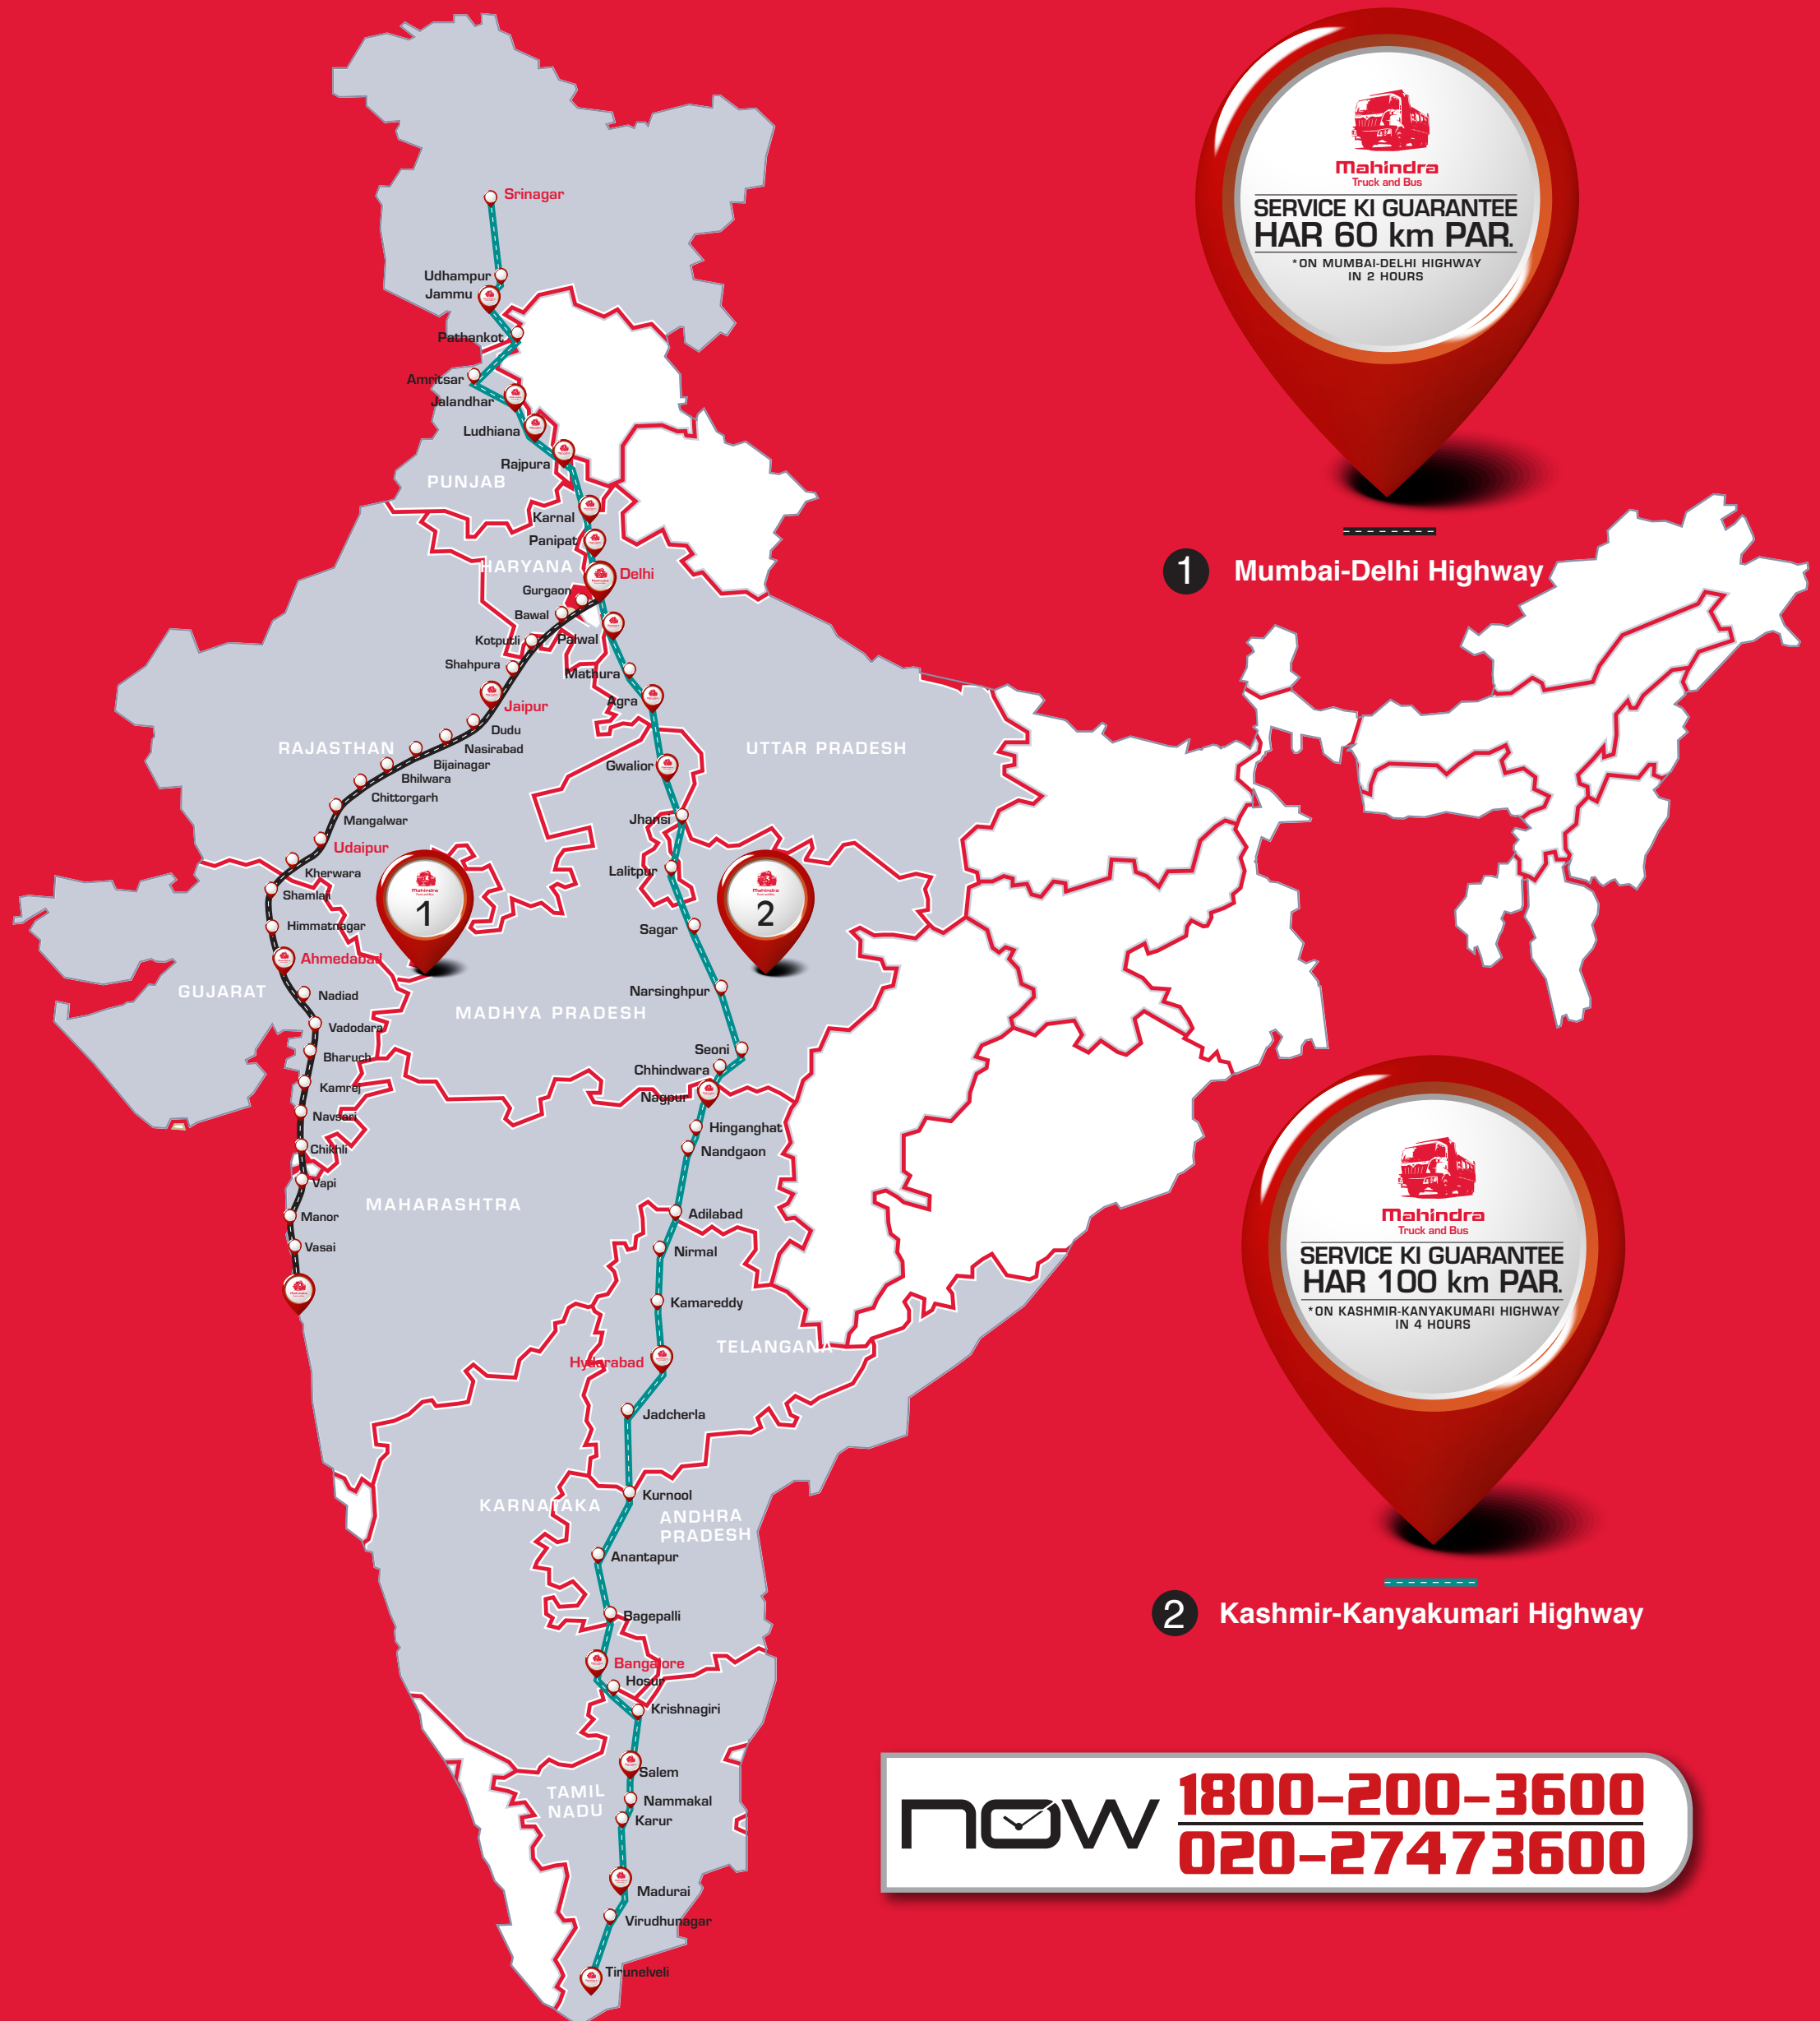 Mahindra
Truck and Bus
SERVICE KI GUARANTEE
HAR 60 km PAR.
*ON MUMBAI-DELHI HIGHWAY
IN 2 HOURS
1 Mumbai-Delhi Highway
Srinagar
Udhampur
Jammu
Pathankot
Amritsar
Jalandhar
Ludhiana
Rajpura
PUNJAB
Karnal
Panipat
HARYANA
Delhi
Gurgaon
Bawal
Kotputli
Palwal
Shahpura
Mathura
Agra
Jaipur
Dudu
RAJASTHAN
Nasirabad
UTTAR PRADESH
Bijainagar
Gwalior
Bhilwara
Chittorgarh
Mangalwar
Jhansi
Udaipur
Kherwara
Lalitpur
Shamlaji
Mahindra
1
Mahindra
2
Himmatnagar
Sagar
Ahmedabad
GUJARAT
Nadiad
Narsinghpur
MADHYA PRADESH
Vadodara
Seoni
Bharuch
Chhindwara
Kamrej
Nagpur
Navsari
Hinganghat
Chikhli
Nandgaon
Vapi
MAHARASHTRA
Manor
Adilabad
Vasai
Nirmal
Kamareddy
TELANGANA
Hyderabad
Jadcherla
Kurnool
KARNATAKA
ANDHRA
PRADESH
Anantapur
Bagepalli
Bangalore
Hosur
Krishnagiri
Salem
TAMIL
NADU
Nammakal
Karur
Madurai
Virudhunagar
Tirunelveli
Mahindra
Truck and Bus
SERVICE KI GUARANTEE
HAR 100 km PAR.
*ON KASHMIR-KANYAKUMARI HIGHWAY
IN 4 HOURS
2 Kashmir-Kanyakumari Highway
now
1800-200-3600
020-27473600